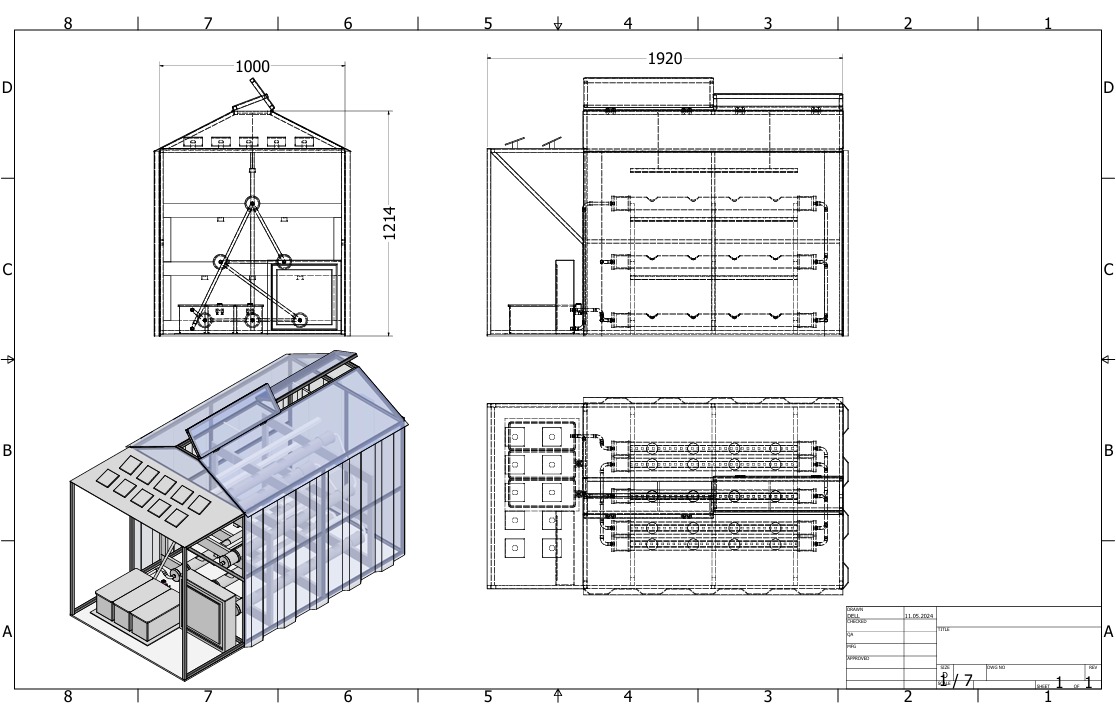 8 7 6 5 4 3 2 1
D D
1000
1920
1214
C C
B B
A A
DRAWN
DELL 11.05.2024
CHECKED
TITLE
QA
MFG
APPROVED
SIZE DWG NO REV
D
SCALE 1 / 7
SHEET 1 OF 1
8 7 6 5 4 3 2 1